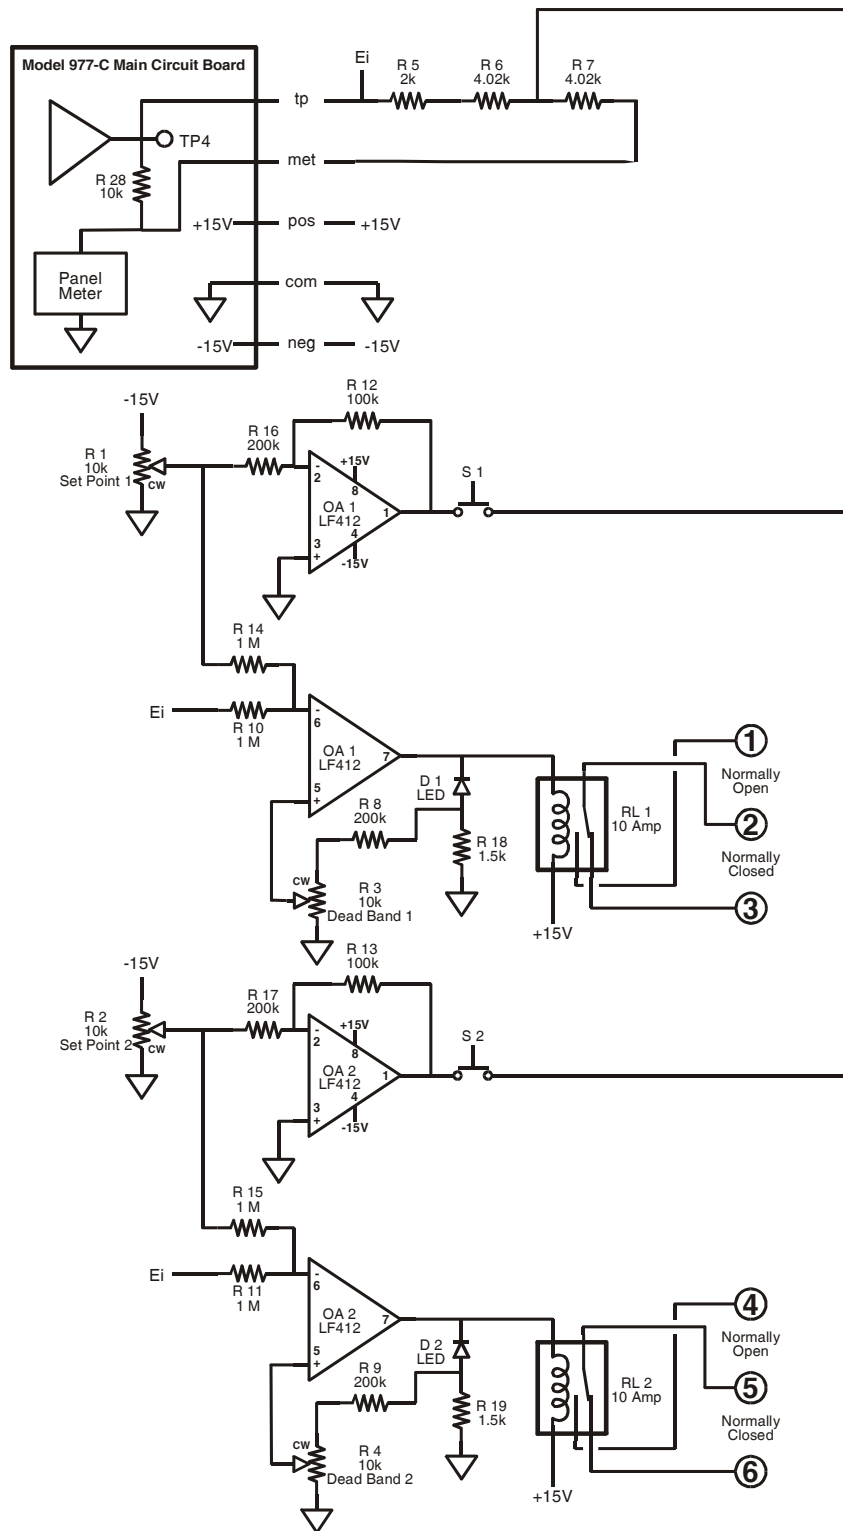 Model 977-C Main Circuit Board
TP4
R 28
10k
Panel
Meter
tp
met
+15V
pos
+15V
com
-15V
neg
-15V
Ei
R 5
2k
R 6
4.02k
R 7
4.02k
-15V
R 1
10k
Set Point 1
CW
R 16
200k
R 12
100k
-
2
+15V
8
OA 1
LF412
1
3
+
4
-15V
S 1
R 14
1 M
Ei
R 10
1 M
-
6
OA 1
LF412
7
5
+
D 1
LED
R 8
200k
R 18
1.5k
CW
R 3
10k
Dead Band 1
RL 1
10 Amp
+15V
1
Normally
Open
2
Normally
Closed
3
-15V
R 2
10k
Set Point 2
CW
R 17
200k
R 13
100k
-
2
+15V
8
OA 2
LF412
1
3
+
4
-15V
S 2
R 15
1 M
Ei
R 11
1 M
-
6
OA 2
LF412
7
5
+
D 2
LED
R 9
200k
R 19
1.5k
CW
R 4
10k
Dead Band 2
RL 2
10 Amp
+15V
4
Normally
Open
5
Normally
Closed
6